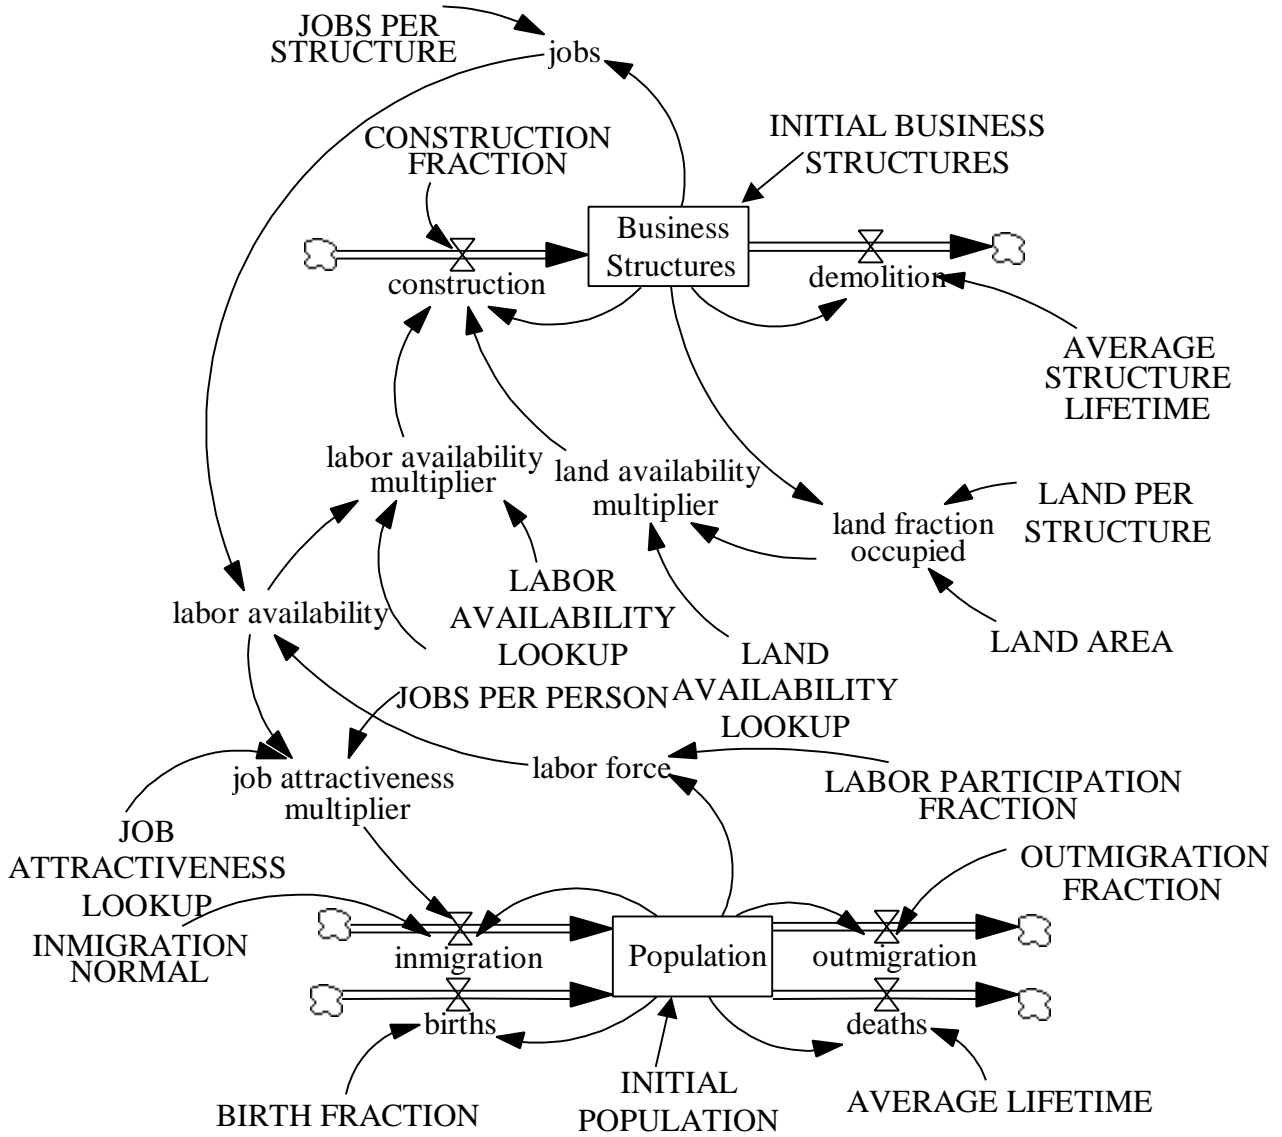 JOBS PER
STRUCTURE
jobs
CONSTRUCTION
FRACTION
INITIAL BUSINESS
STRUCTURES
Business
Structures
construction
demolition
AVERAGE
STRUCTURE
LIFETIME
labor availability
multiplier
land availability
multiplier
LAND PER
STRUCTURE
land fraction
occupied
LABOR
AVAILABILITY
LOOKUP
labor availability
LAND AREA
LAND
AVAILABILITY
LOOKUP
JOBS PER PERSON
labor force
job attractiveness
multiplier
LABOR PARTICIPATION
FRACTION
JOB
ATTRACTIVENESS
LOOKUP
OUTMIGRATION
FRACTION
INMIGRATION
NORMAL
inmigration
Population
outmigration
births
deaths
INITIAL
POPULATION
BIRTH FRACTION
AVERAGE LIFETIME